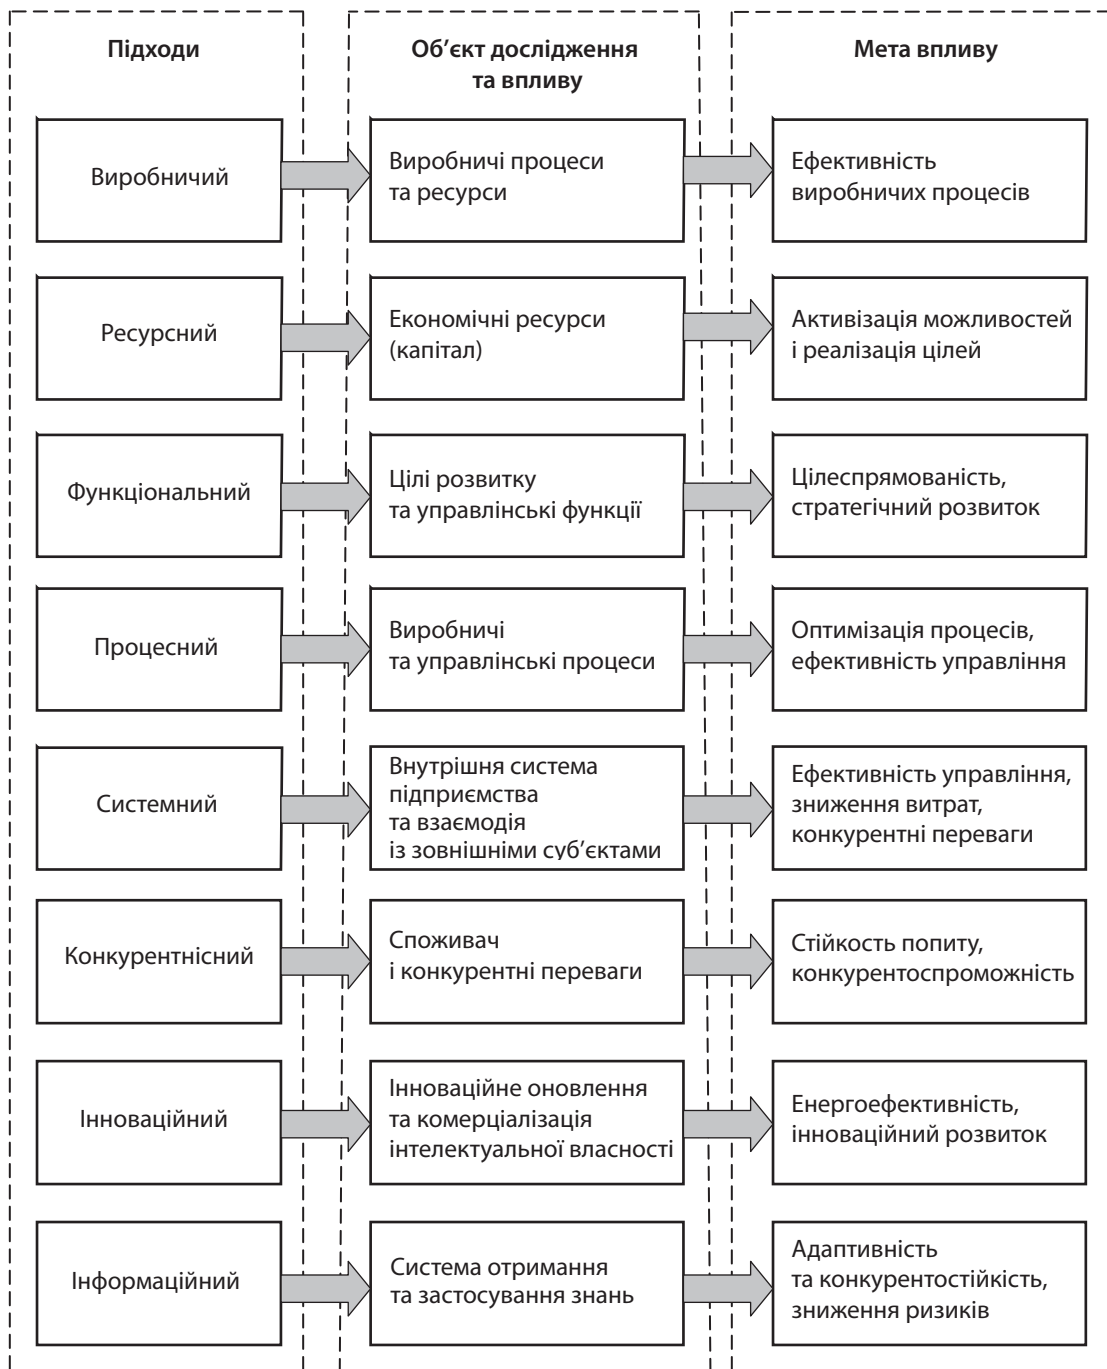 Підходи
Об’єкт дослідження
та впливу
Мета впливу
Виробничий
Виробничі процеси
та ресурси
Ефективність
виробничих процесів
Ресурсний
Економічні ресурси
(капітал)
Активізація можливостей
і реалізація цілей
Функціональний
Цілі розвитку
та управлінські функції
Цілеспрямованість,
стратегічний розвиток
Процесний
Виробничі
та управлінські процеси
Оптимізація процесів,
ефективність управління
Системний
Внутрішня система
підприємства
та взаємодія
із зовнішніми суб’єктами
Ефективність управління,
зниження витрат,
конкурентні переваги
Конкурентнісний
Споживач
і конкурентні переваги
Стійкость попиту,
конкурентоспроможність
Інноваційний
Інноваційне оновлення
та комерціалізація
інтелектуальної власності
Енергоефективність,
інноваційний розвиток
Інформаційний
Система отримання
та застосування знань
Адаптивність
та конкурентостійкість,
зниження ризиків